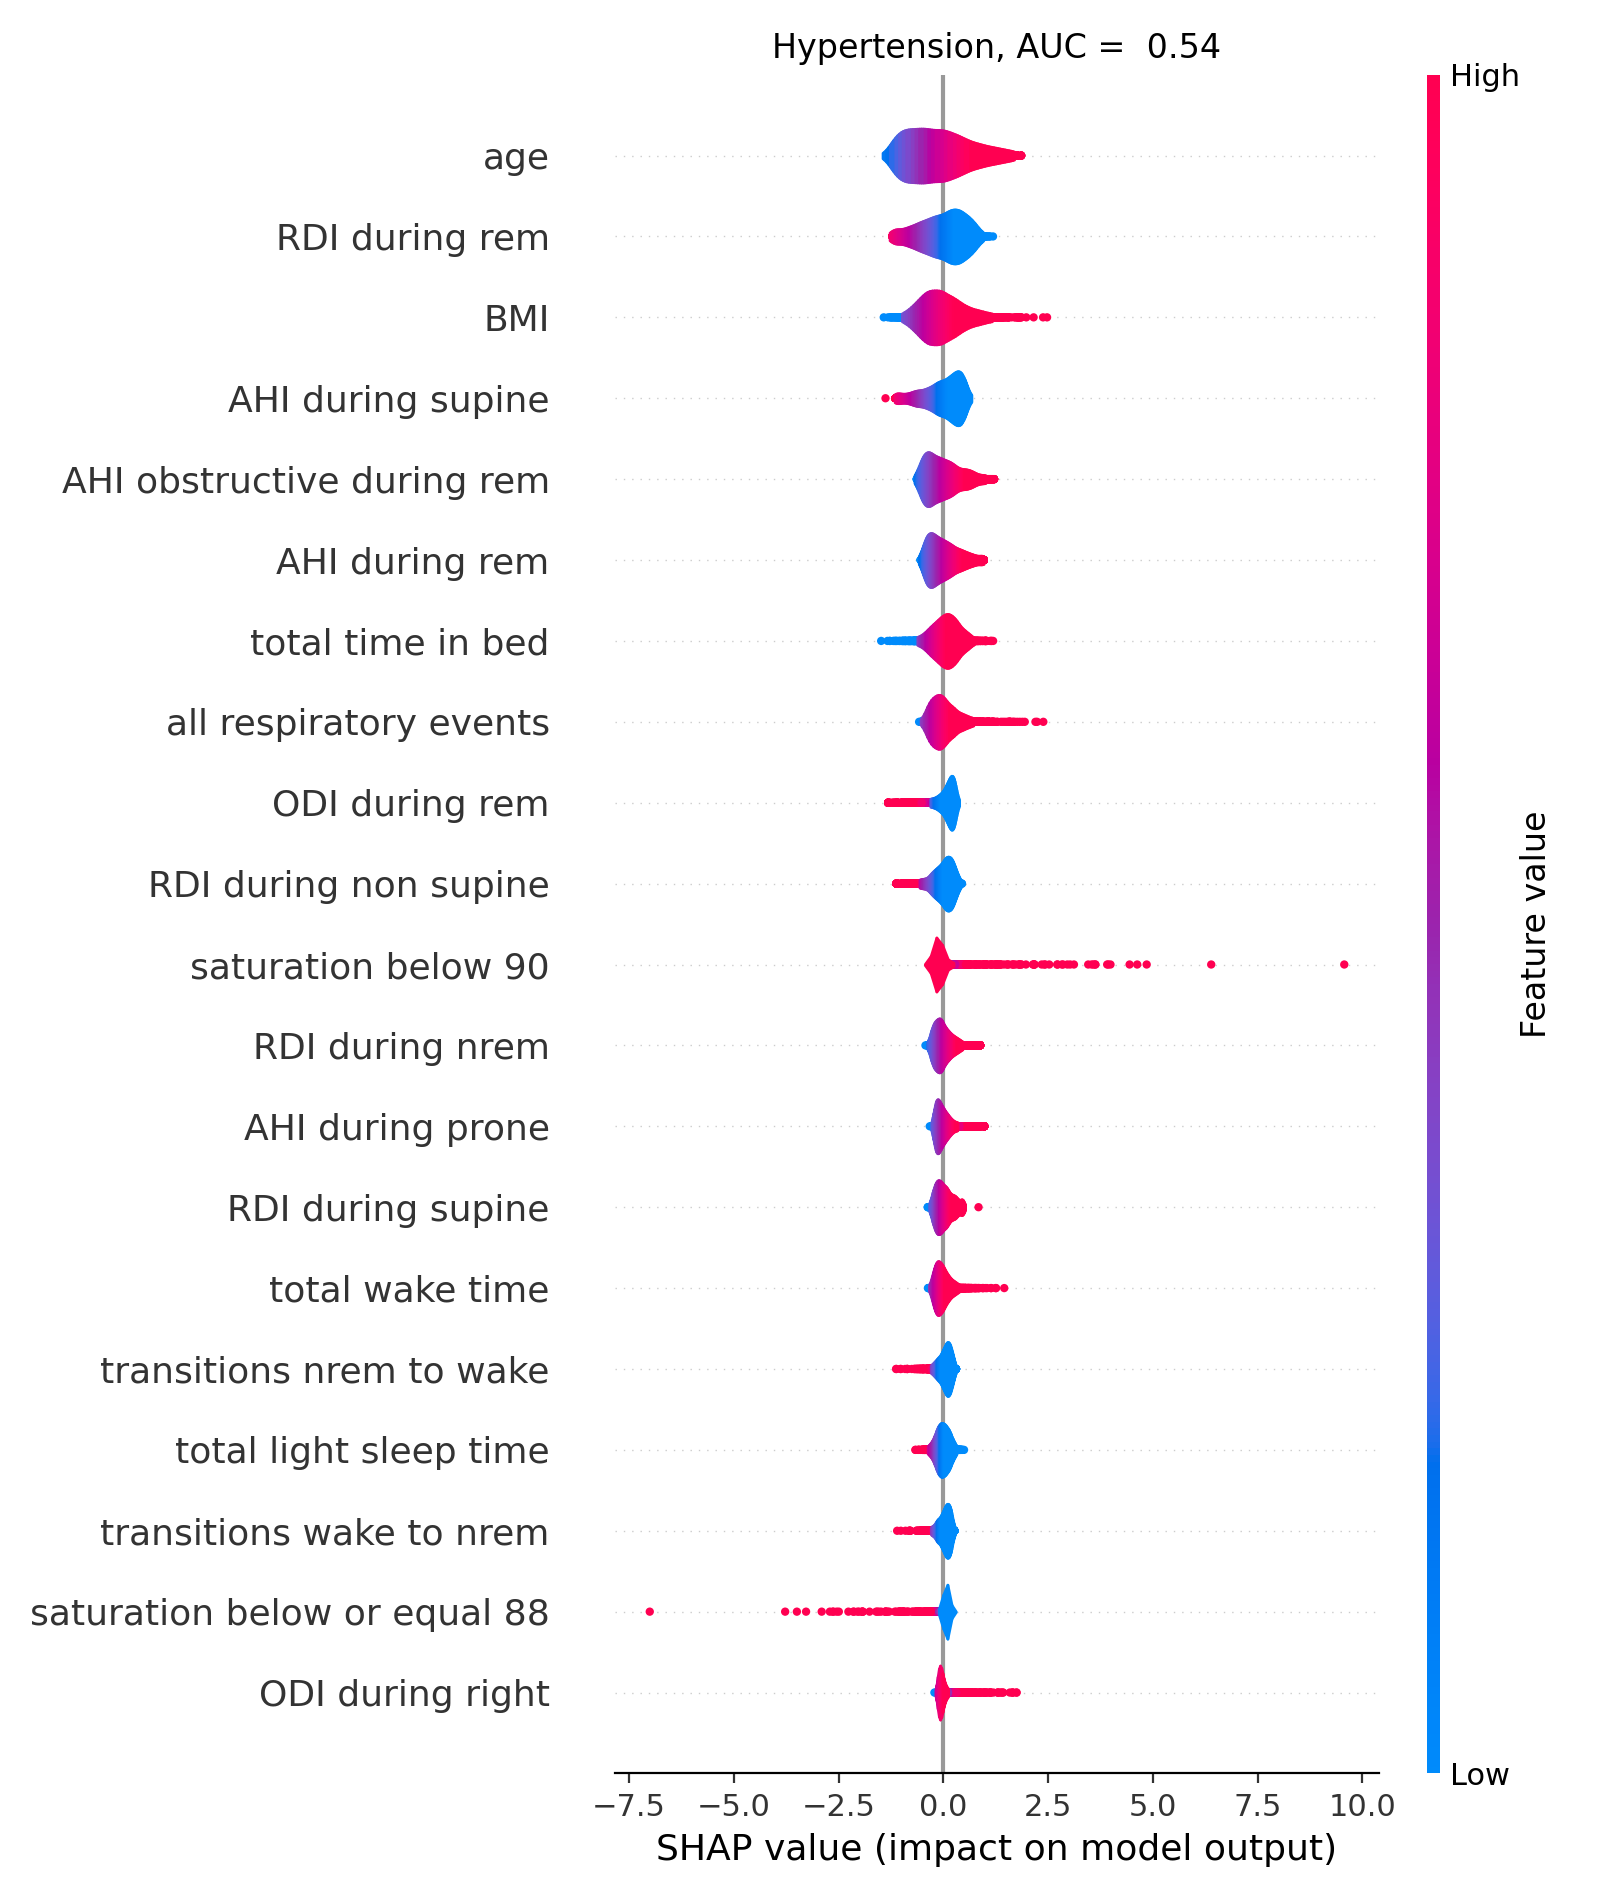 Hypertension, AUC =  0.54
High
age
RDI during rem
BMI
AHI during supine
AHI obstructive during rem
AHI during rem
total time in bed
all respiratory events
ODI during rem
RDI during non supine
saturation below 90
RDI during nrem
AHI during prone
RDI during supine
total wake time
transitions nrem to wake
total light sleep time
transitions wake to nrem
saturation below or equal 88
ODI during right
Feature value
Low
−7.5 −5.0 −2.5 0.0 2.5 5.0 7.5 10.0
SHAP value (impact on model output)